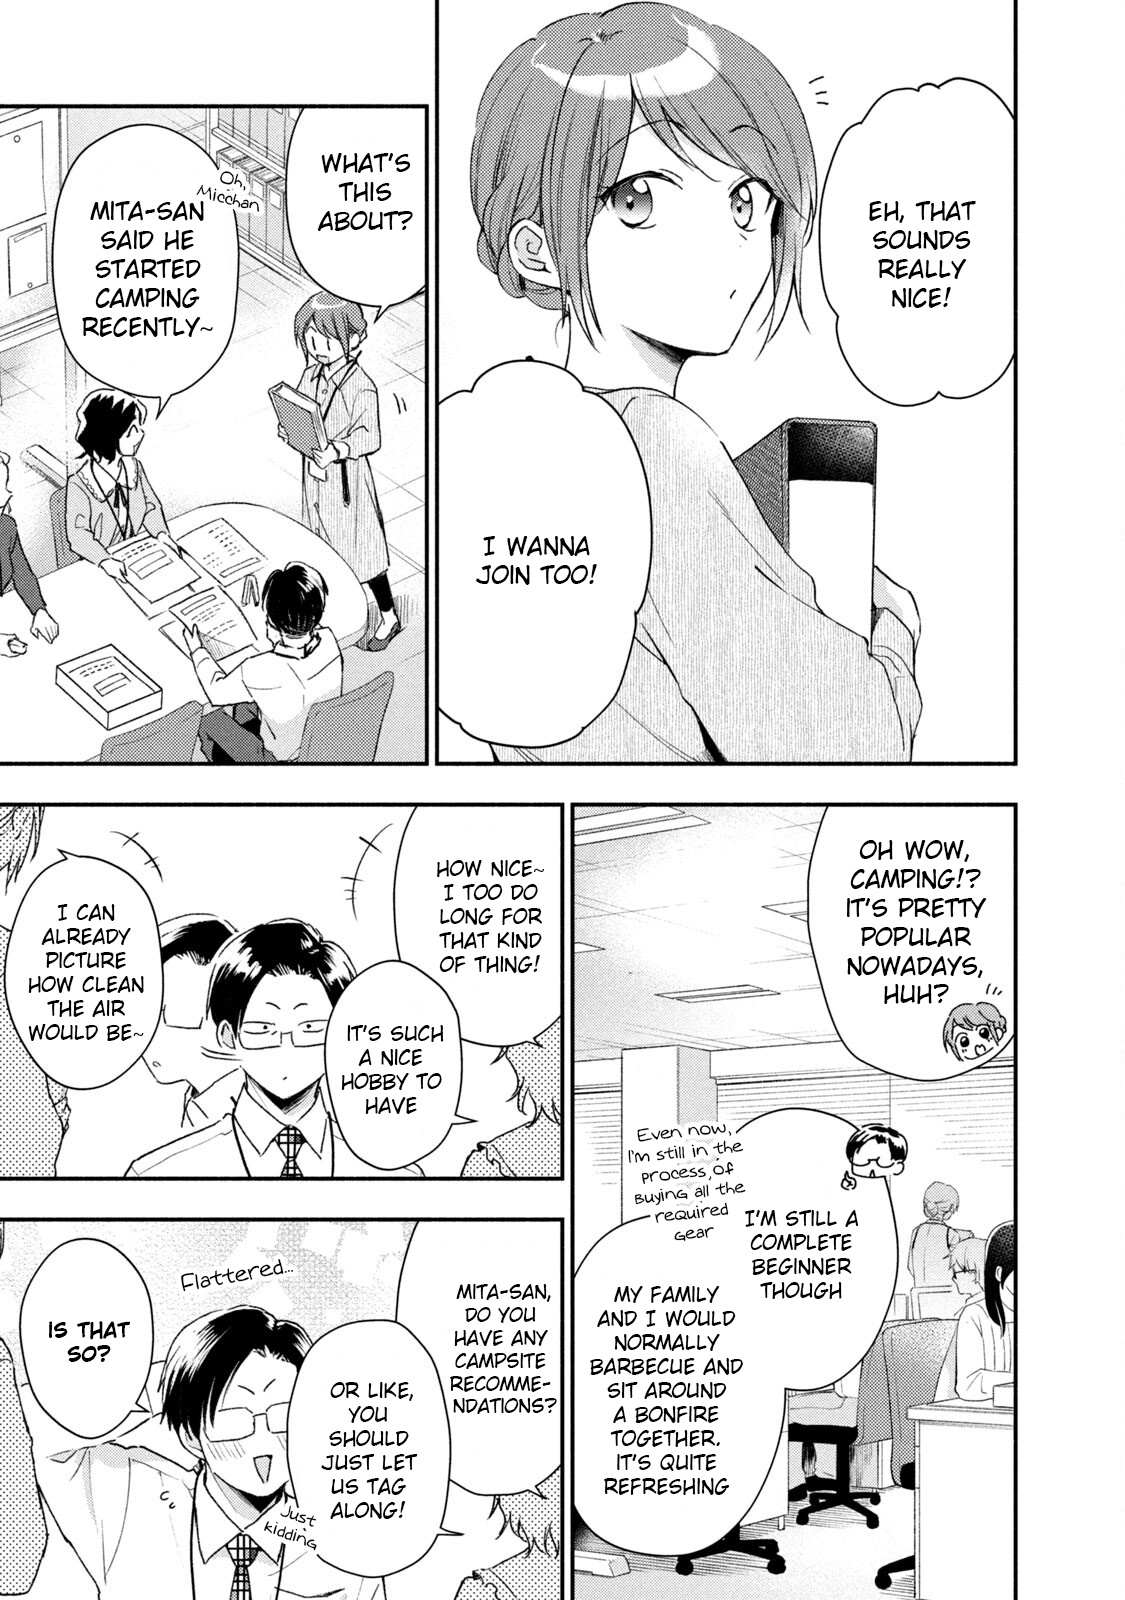 EH, THAT
SOUNDS
REALLY
NICE!
I WANNA
JOIN TOO!
WHAT'S
THIS
ABOUT?
Oh,
Micchan
MITA-SAN
SAID HE
STARTED
CAMPING
RECENTLY~
OH WOW,
CAMPING!?
IT'S PRETTY
POPULAR
NOWADAYS,
HUH?
I'M STILL A
COMPLETE
BEGINNER
THOUGH
Even now,
I'm still in the
process of
buying all the
required
gear
MY FAMILY
AND I WOULD
NORMALLY
BARBECUE AND
SIT AROUND
A BONFIRE
TOGETHER.
IT'S QUITE
REFRESHING
HOW NICE~
I TOO DO
LONG FOR
THAT KIND
OF THING!
IT'S SUCH
A NICE
HOBBY TO
HAVE
I CAN
ALREADY
PICTURE
HOW CLEAN
THE AIR
WOULD BE~
MITA-SAN,
DO YOU
HAVE ANY
CAMPSITE
RECOMME-
NDATIONS?
OR LIKE,
YOU
SHOULD
JUST LET
US TAG
ALONG!
Just
kidding
Flattered...
IS THAT
SO?